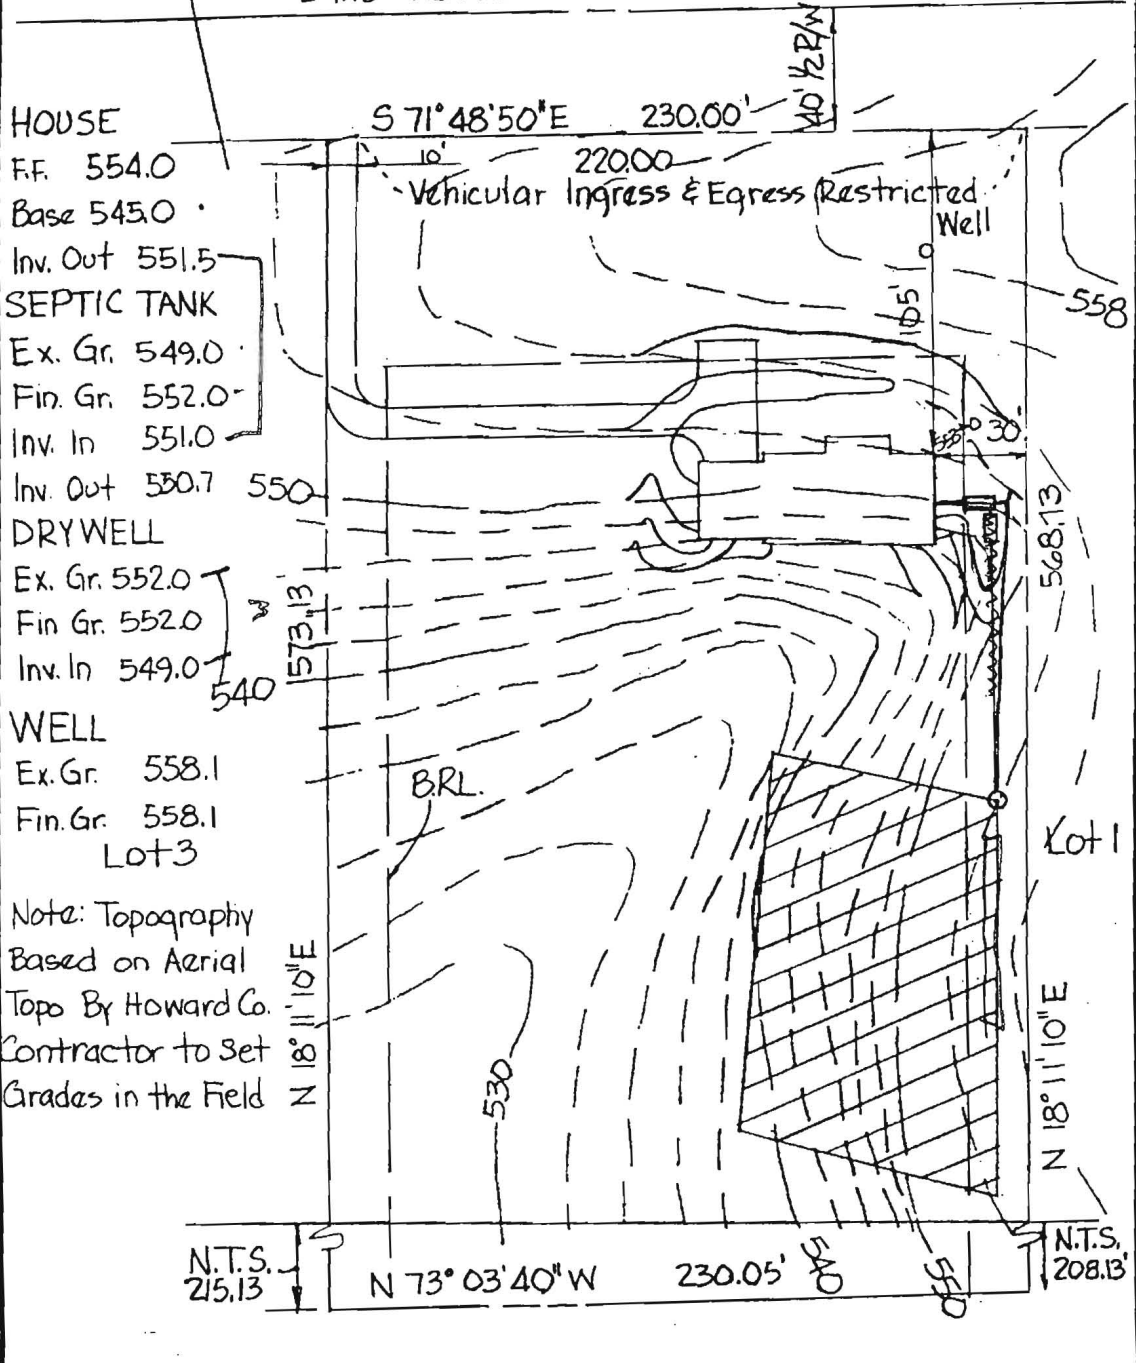 40' ½R/W
HOUSE
F.F. 554.0
Base 545.0
Inv. Out 551.5
SEPTIC TANK
Ex. Gr. 549.0
Fin. Gr. 552.0
Inv. In 551.0
Inv. Out 550.7
DRYWELL
Ex. Gr. 552.0
Fin Gr. 552.0
Inv. In 549.0
WELL
Ex. Gr. 558.1
Fin. Gr. 558.1
Lot 3
Note: Topography
Based on Aerial
Topo By Howard Co.
Contractor to Set
Grades in the Field
S 71°48'50"E 230.00'
10' 220.00
Vehicular Ingress & Egress Restricted
Well
105'
558
30'
550
573.13
568.13
540
B.R.L.
Lot 1
N 18° 11' 10"E
530
N 18° 11' 10"E
N.T.S.
215.13
N 73° 03' 40" W 230.05'
540
550
N.T.S.
208.13'